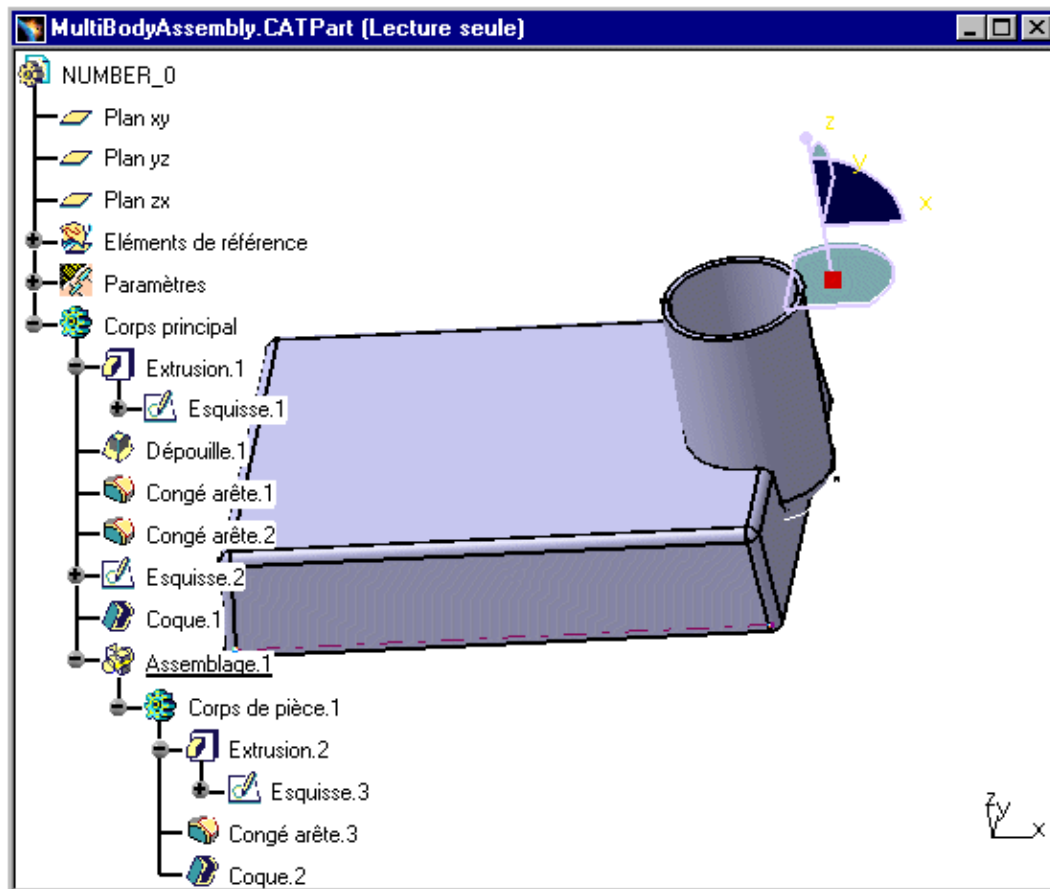 MultiBodyAssembly.CATPart (Lecture seule)
NUMBER_0
Plan xy
Plan yz
Plan zx
Eléments de référence
Paramètres
Corps principal
Extrusion.1
Esquisse.1
Dépouille.1
Congé arête.1
Congé arête.2
Esquisse.2
Coque.1
Assemblage.1
Corps de pièce.1
Extrusion.2
Esquisse.3
Congé arête.3
Coque.2
z
y
x
z
y
x